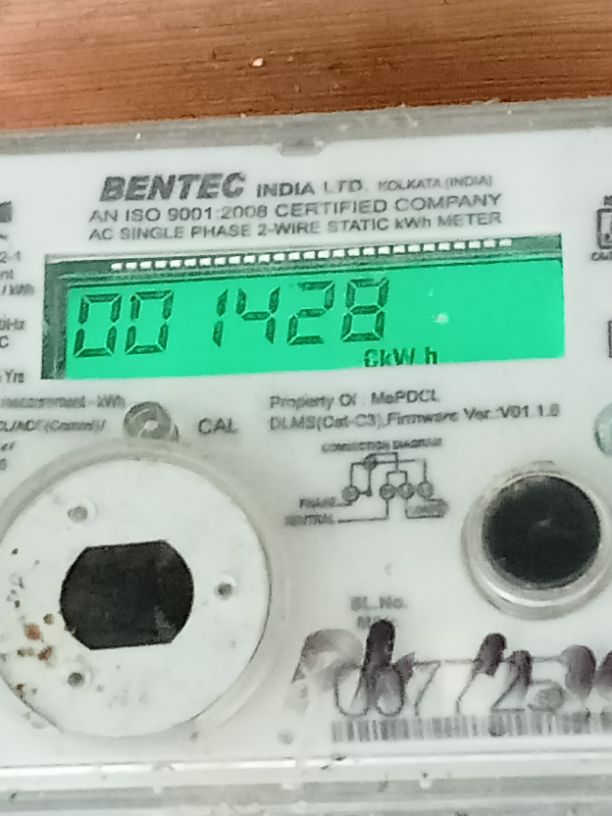 BENTEC INDIA LTD. KOLKATA (INDIA)
AN ISO 9001:2008 CERTIFIED COMPANY
AC SINGLE PHASE 2-WIRE STATIC kWh METER
001428
CkW h
Property Of : MePDCL
DLMS(Cat-C3),Firmware Ver.:V01.1.6
CAL
CONNECTION DIAGRAM
PHASE
NEUTRAL
LOAD
SL.No.